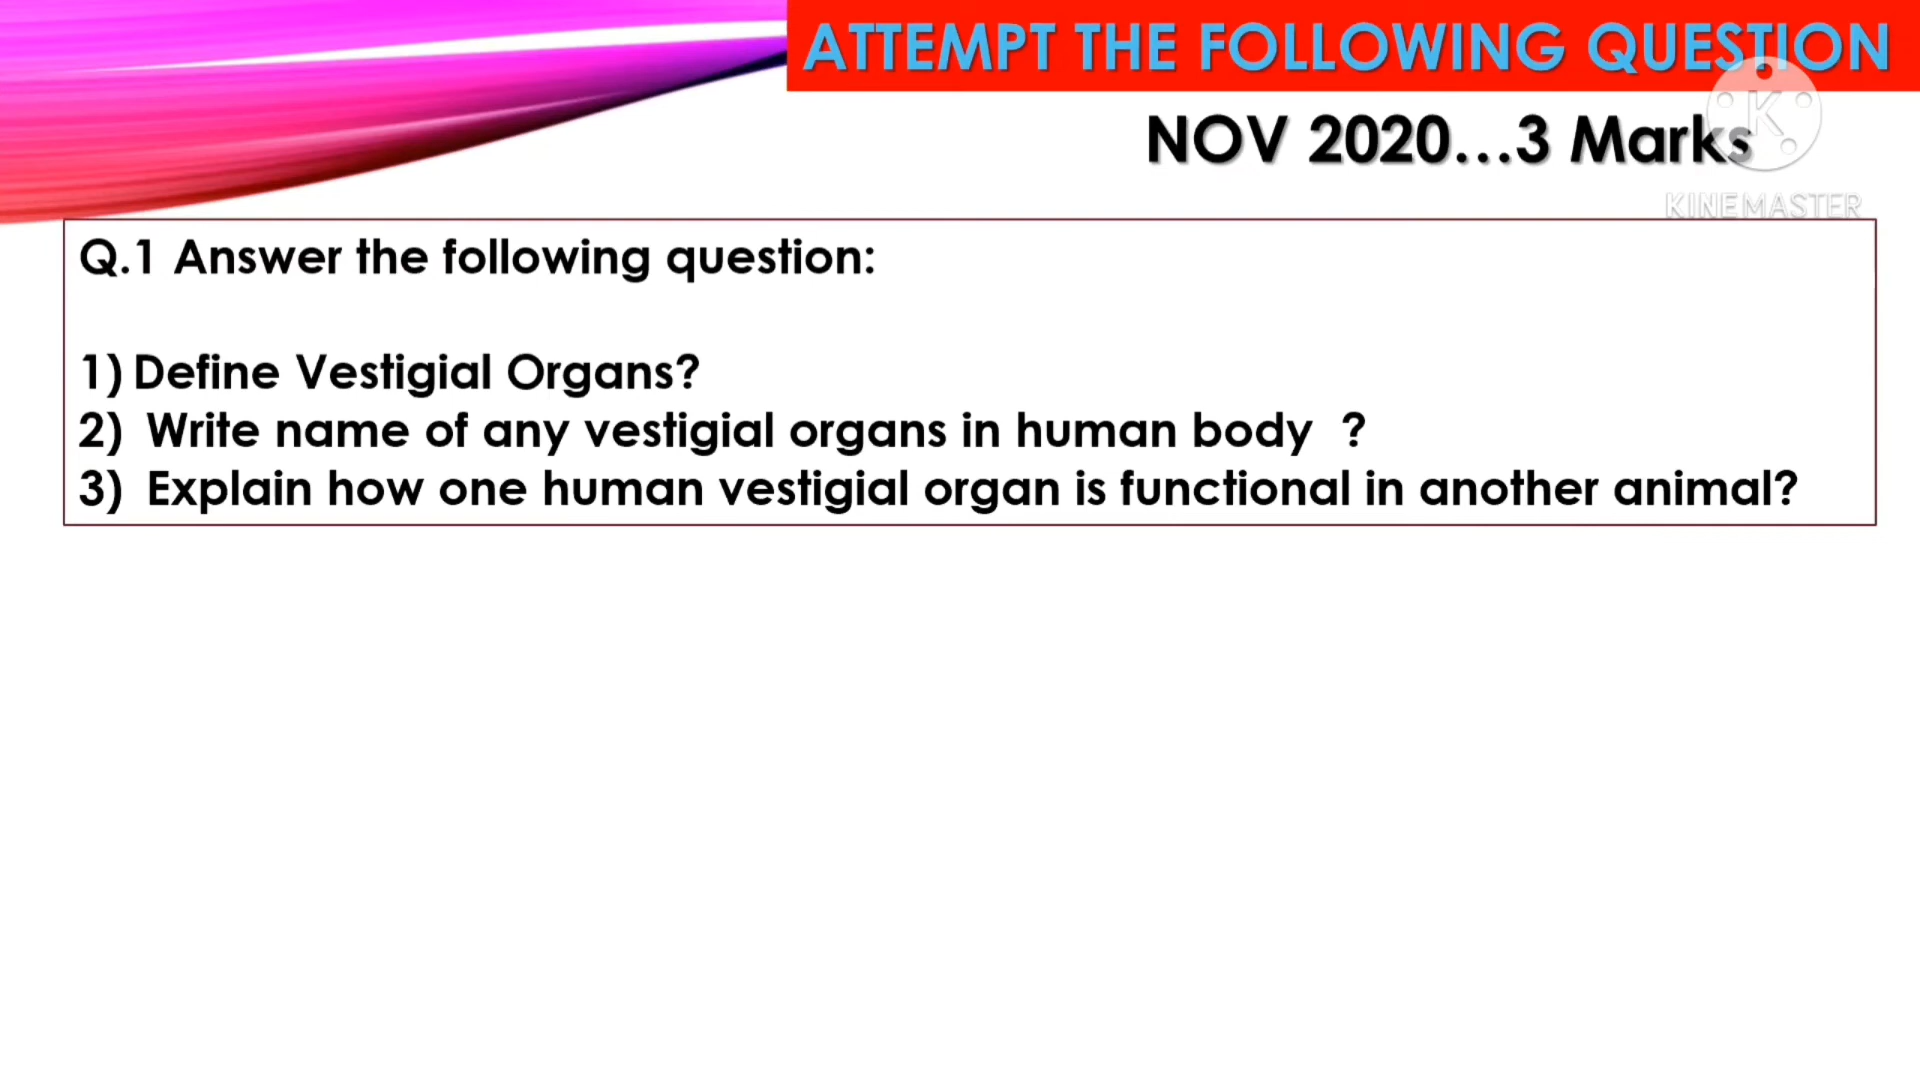 ATTEMPT THE FOLLOWING QUESTION
NOV 2020...3 Marks
KINEMASTER
Q.1 Answer the following question:
1) Define Vestigial Organs?
2) Write name of any vestigial organs in human body ?
3) Explain how one human vestigial organ is functional in another animal?